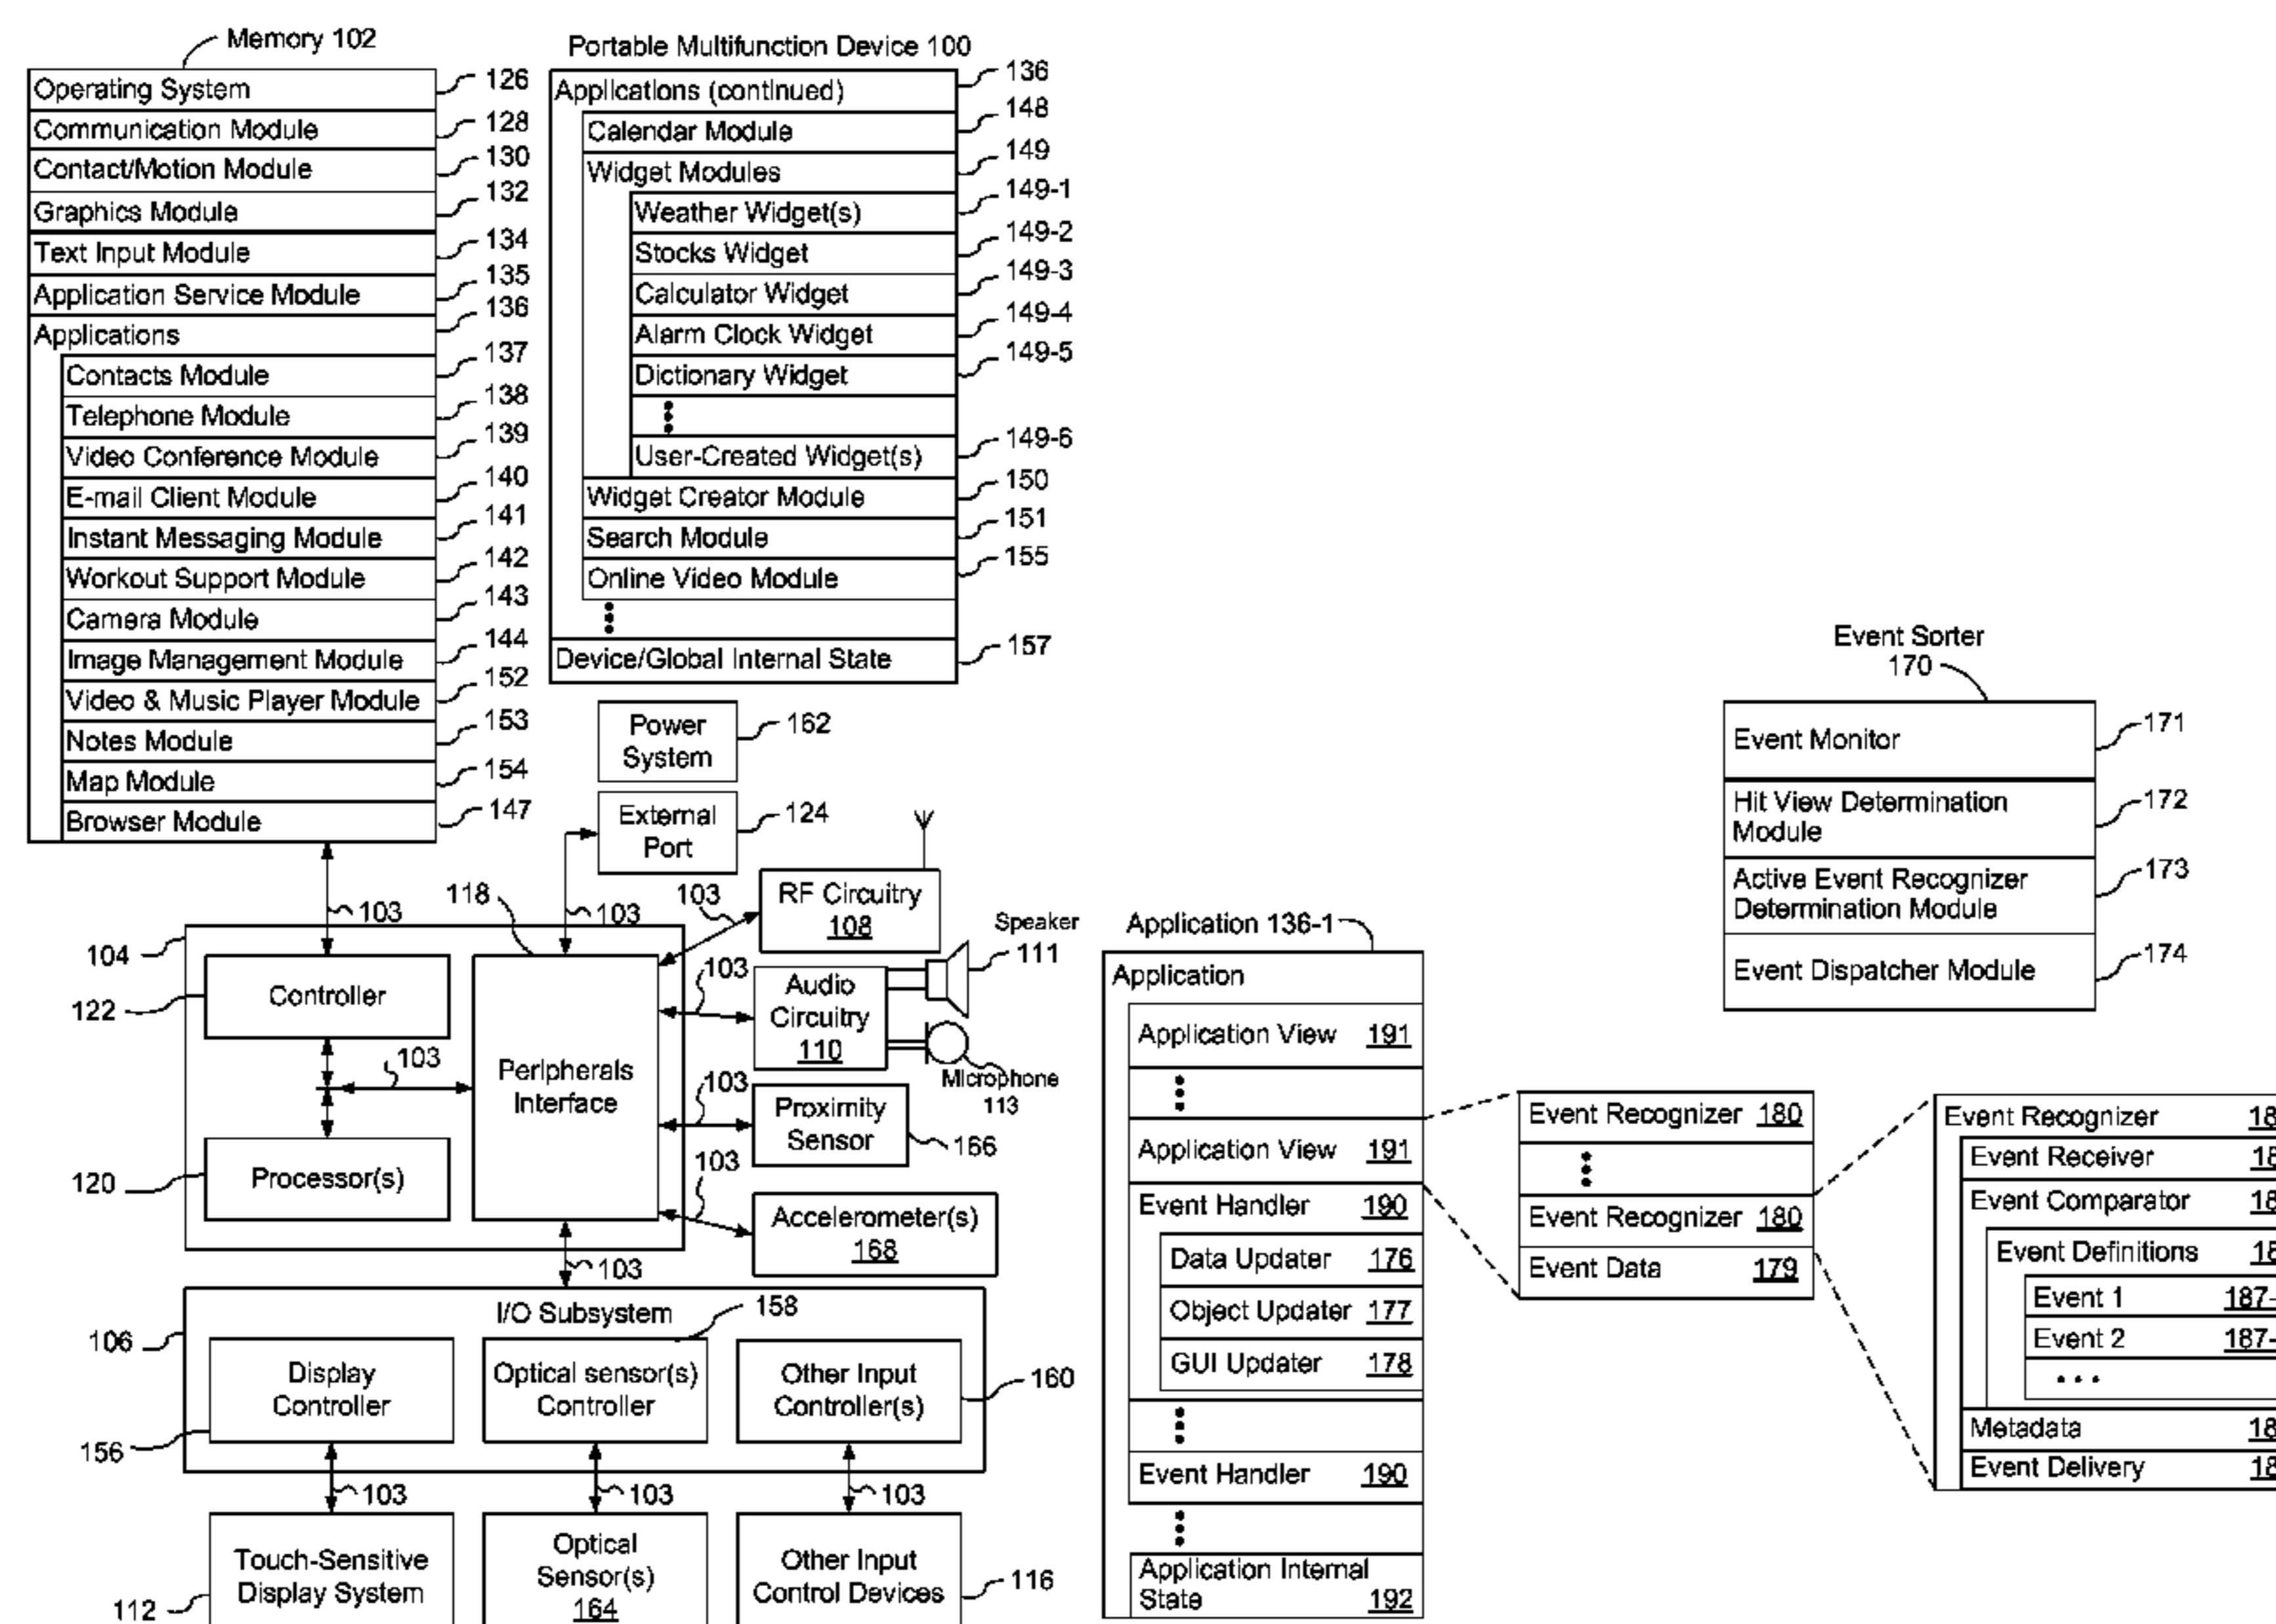 Memory 102
Operating System 126
Communication Module 128
Contact/Motion Module 130
Graphics Module 132
Text Input Module 134
Application Service Module 135
Applications 136
Contacts Module 137
Telephone Module 138
Video Conference Module 139
E-mail Client Module 140
Instant Messaging Module 141
Workout Support Module 142
Camera Module 143
Image Management Module 144
Video & Music Player Module 152
Notes Module 153
Map Module 154
Browser Module 147
Portable Multifunction Device 100
Applications (continued) 136
Calendar Module 148
Widget Modules 149
Weather Widget(s) 149-1
Stocks Widget 149-2
Calculator Widget 149-3
Alarm Clock Widget 149-4
Dictionary Widget 149-5
User-Created Widget(s) 149-6
Widget Creator Module 150
Search Module 151
Online Video Module 155
Device/Global Internal State 157
Power
System
162
External
Port
124
103
103
118
103
RF Circuitry
108
Speaker
111
104
Controller
122
103
Peripherals
Interface
103
Audio
Circuitry
110
Microphone
113
Processor(s)
120
103
Proximity
Sensor
166
103
Accelerometer(s)
168
103
I/O Subsystem
106
158
Display
Controller
156
Optical sensor(s)
Controller
Other Input
Controller(s)
160
103
103
103
Touch-Sensitive
Display System
112
Optical
Sensor(s)
164
Other Input
Control Devices
116
Application 136-1
Application
Application View 191
Application View 191
Event Handler 190
Data Updater 176
Object Updater 177
GUI Updater 178
Event Handler 190
Application Internal
State 192
Event Sorter
170
Event Monitor 171
Hit View Determination
Module
172
Active Event Recognizer
Determination Module
173
Event Dispatcher Module 174
Event Recognizer 180
Event Recognizer 180
Event Data 179
Event Recognizer
Event Receiver
Event Comparator
Event Definitions
Event 1
Event 2
Metadata
Event Delivery